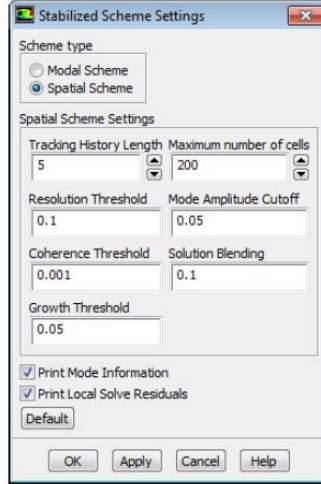 Stabilized Scheme Settings
Scheme type
Modal Scheme
Spatial Scheme
Spatial Scheme Settings
Tracking History Length Maximum number of cells
5 200
Resolution Threshold Mode Amplitude Cutoff
0.1 0.05
Coherence Threshold Solution Blending
0.001 0.1
Growth Threshold
0.05
Print Mode Information
Print Local Solve Residuals
Default
OK Apply Cancel Help